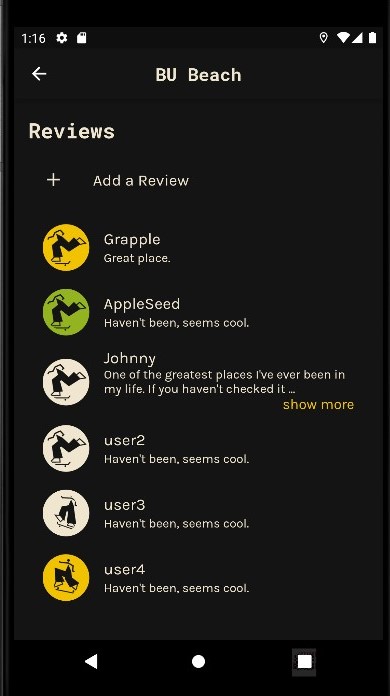 1:16
BU Beach
Reviews
+ Add a Review
Grapple
Great place.
AppleSeed
Haven't been, seems cool.
Johnny
One of the greatest places I've ever been in
my life. If you haven't checked it ...
show more
user2
Haven't been, seems cool.
user3
Haven't been, seems cool.
user4
Haven't been, seems cool.